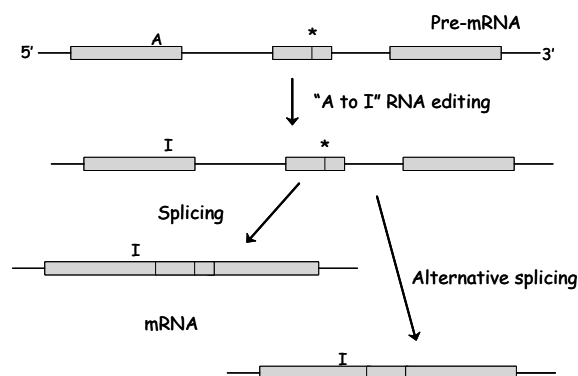 Pre-mRNA
*
A
5’
3’
“A to I” RNA editing
I
*
Splicing
I
Alternative splicing
mRNA
I